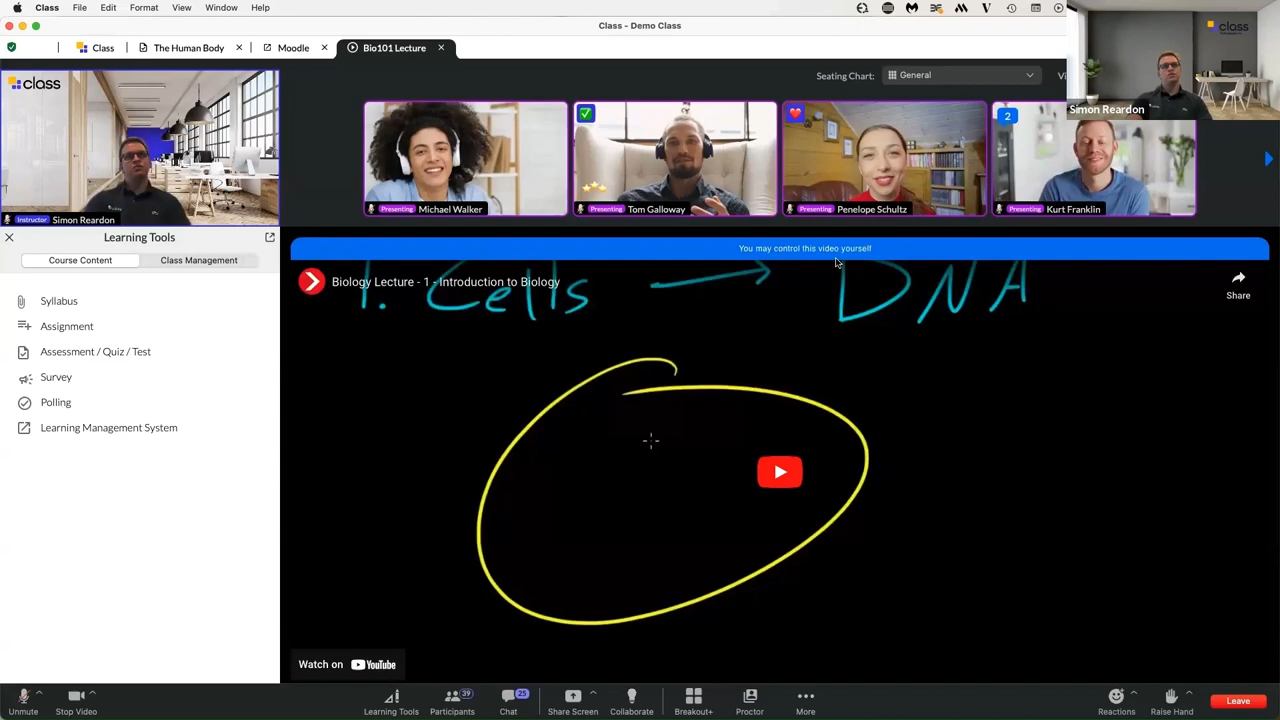 Class File Edit Format View Window Help
Class - Demo Class
Class The Human Body Moodle Bio101 Lecture
Seating Chart: General
class
class
Simon Reardon
Instructor Simon Reardon
Presenting Michael Walker
Presenting Tom Galloway
Presenting Penelope Schultz
2
Presenting Kurt Franklin
Learning Tools
Course Content Class Management
Syllabus
Assignment
Assessment / Quiz / Test
Survey
Polling
Learning Management System
You may control this video yourself
Biology Lecture - 1 - Introduction to Biology
Share
1. Cells → DNA
Watch on YouTube
Unmute Stop Video Learning Tools Participants 39 Chat 25 Share Screen Collaborate Breakout+ Proctor More Reactions Raise Hand Leave